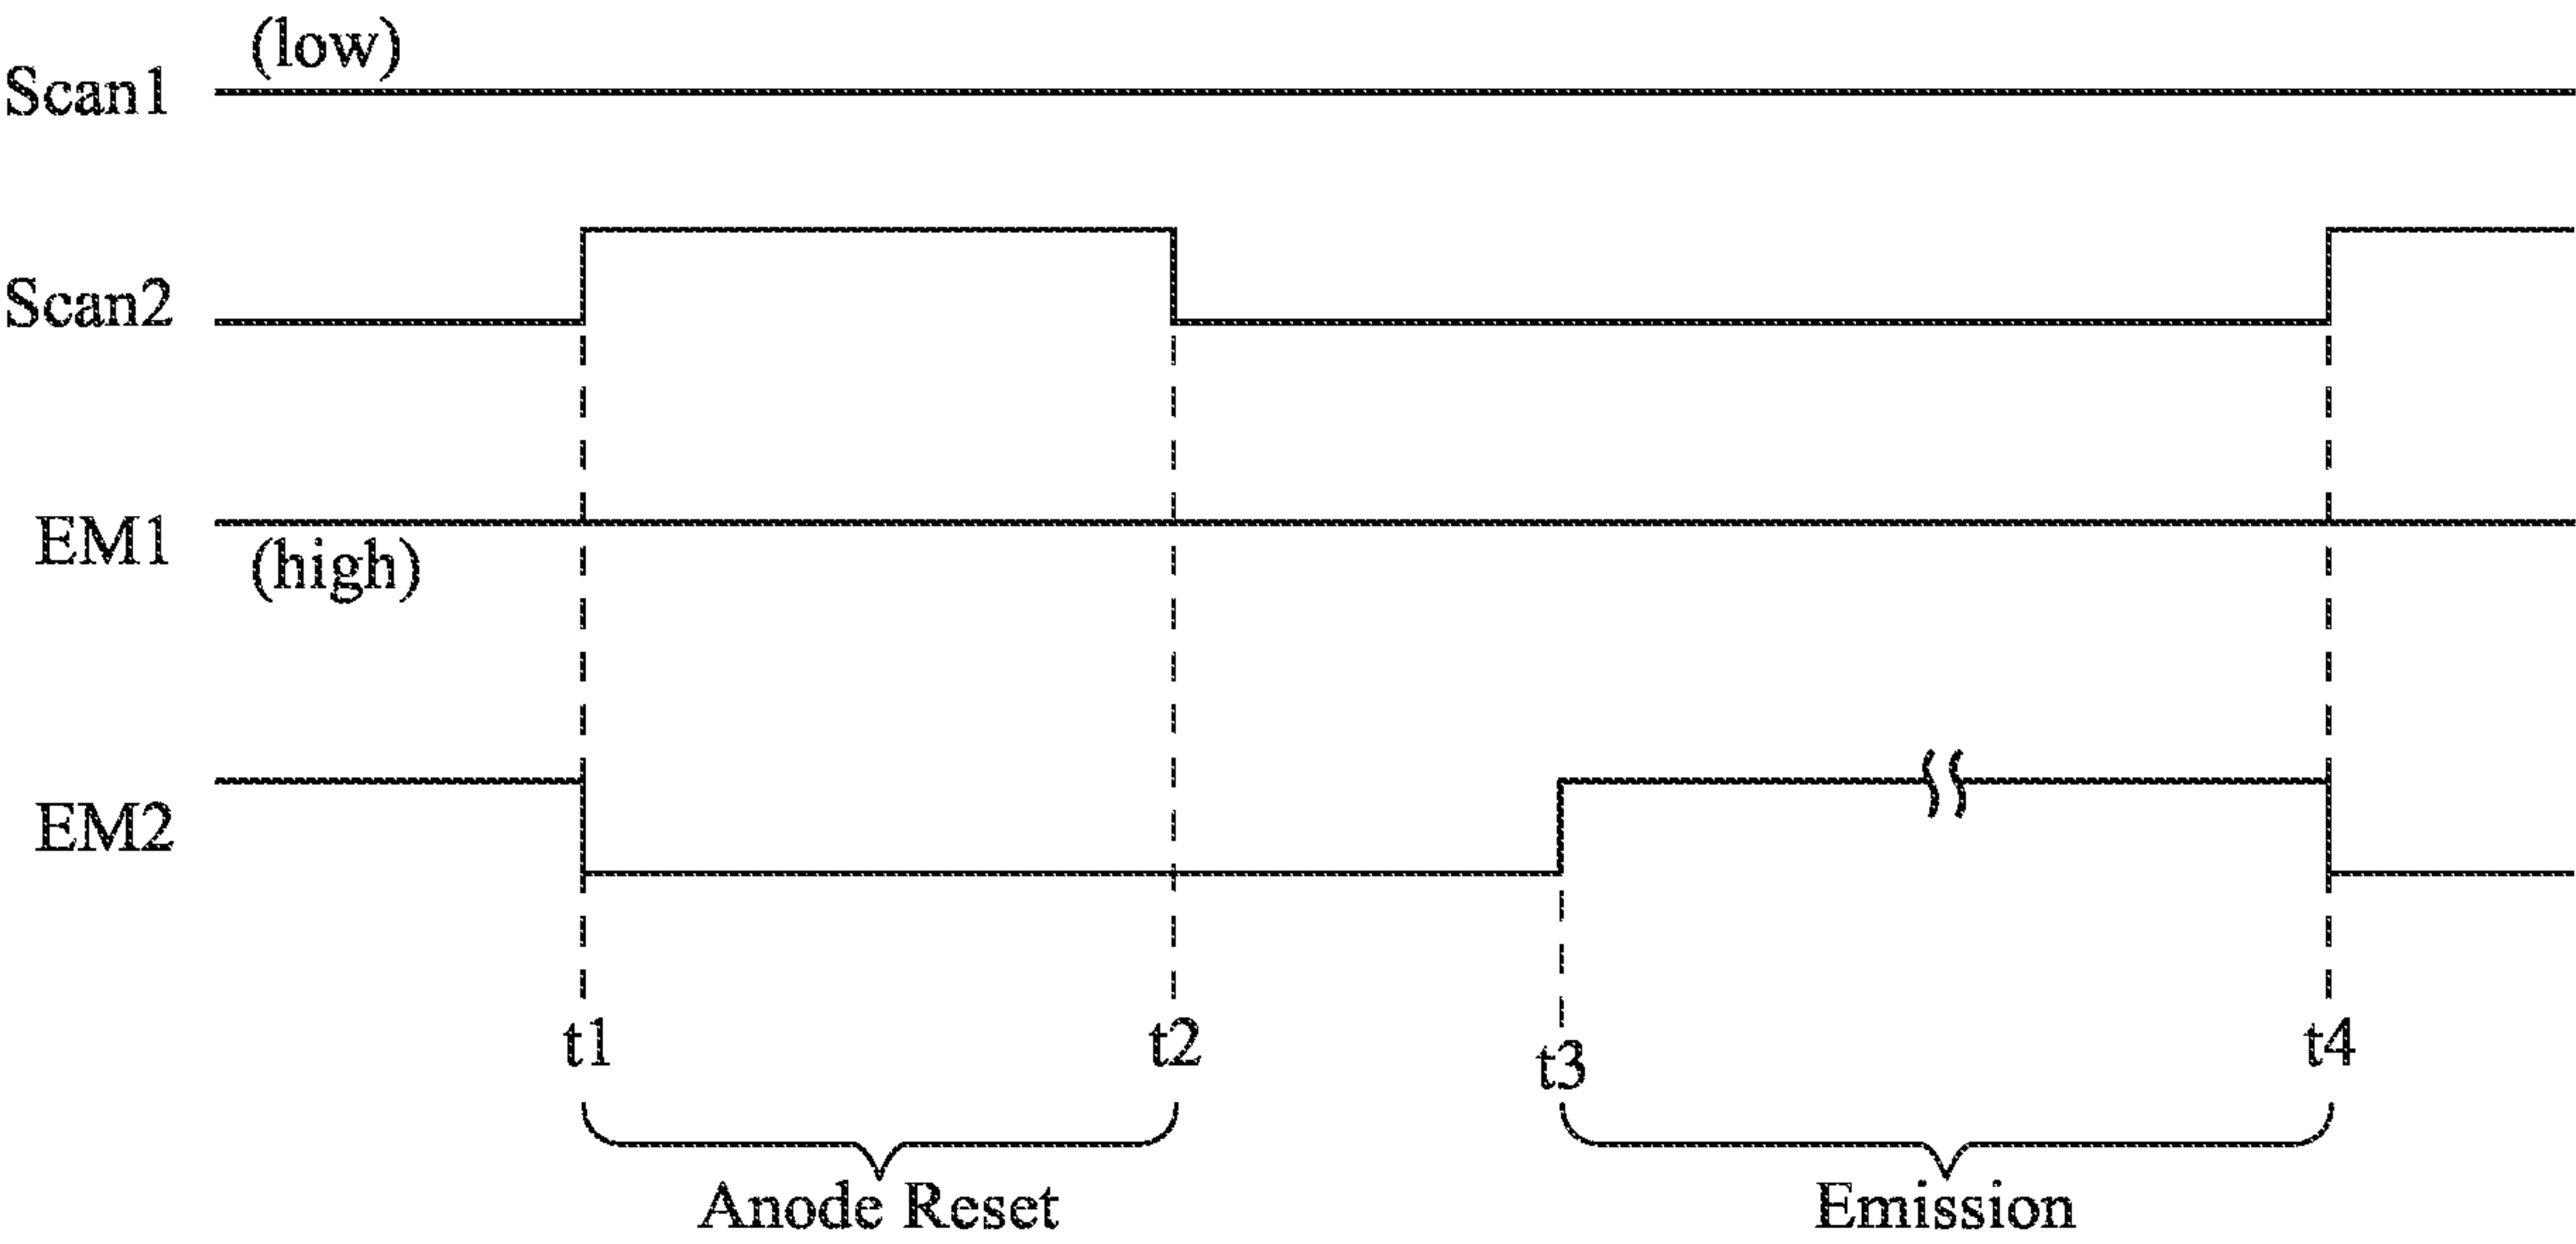 (low)
Scan1
Scan2
EM1
(high)
EM2
t1
t2
t3
t4
Anode Reset
Emission